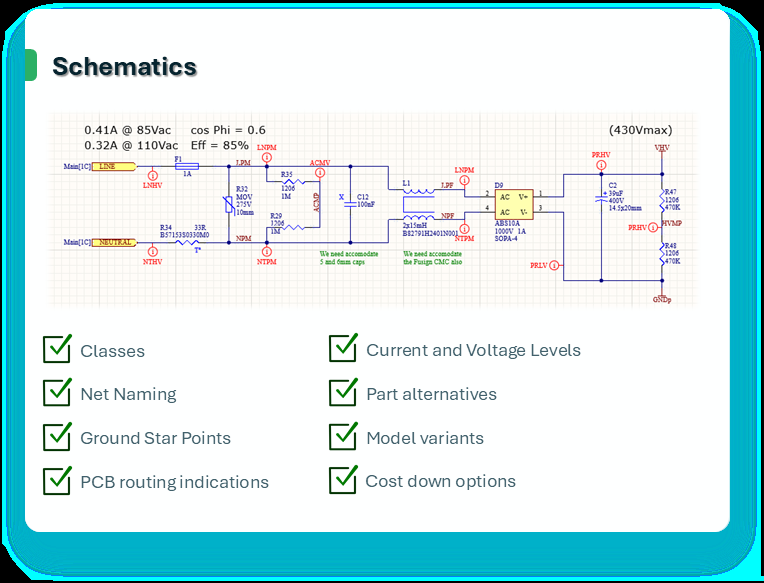 Schematics
0.41A @ 85Vac cos Phi = 0.6
0.32A @ 110Vac Eff = 85%
(430Vmax)
Main[1C] LINE
LNHV
F1
1A
LPM
LNPM
R35
1206
1M
ACMV
ACMP
R32
MOV
275V
10mm
R29
1206
1M
X
C12
100nF
Main[1C] NEUTRAL
NTHV
R34 33R
B57153S0330M0
T°
NPM
NTPM
We need accomodate
5 and 6mm caps
L1
2x15mH
B82791H2401N001
We need accomodate
the Fusign CMC also
LPF
LNPM
NPF
NTPM
D9
2 AC V+ 1
4 AC V- 3
ABS10A
1000V 1A
SOPA-4
PRHV
PRLV
C2
39uF
400V
14.5x20mm
VHV
R47
1206
470K
PRHV
HVMP
R48
1206
470K
GNDp
Classes
Net Naming
Ground Star Points
PCB routing indications
Current and Voltage Levels
Part alternatives
Model variants
Cost down options